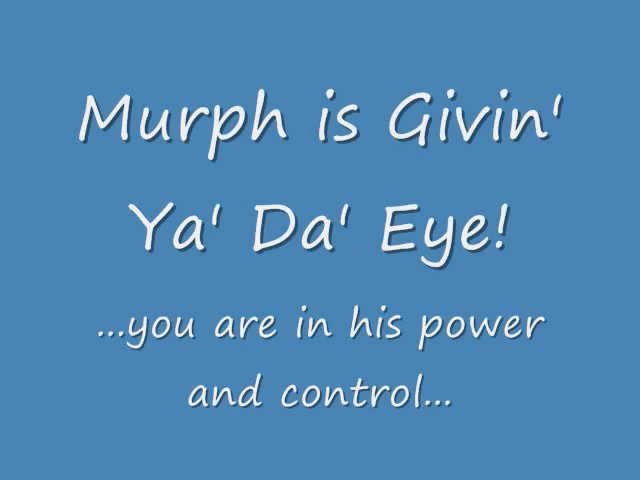 Murph is Givin'
Ya' Da' Eye!
...you are in his power
and control...